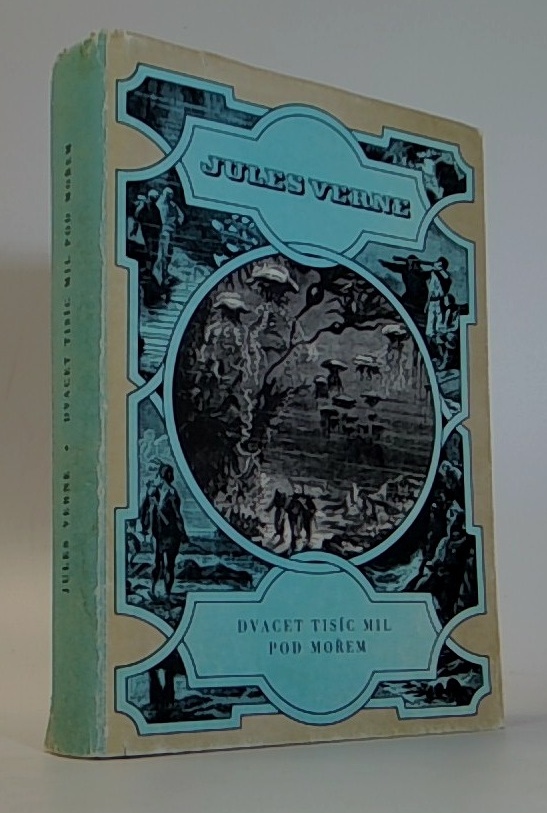 JULES VERNE
DVACET TISÍC MIL
POD MOŘEM
JULES VERNE • DVACET TISÍC MIL POD MOŘEM